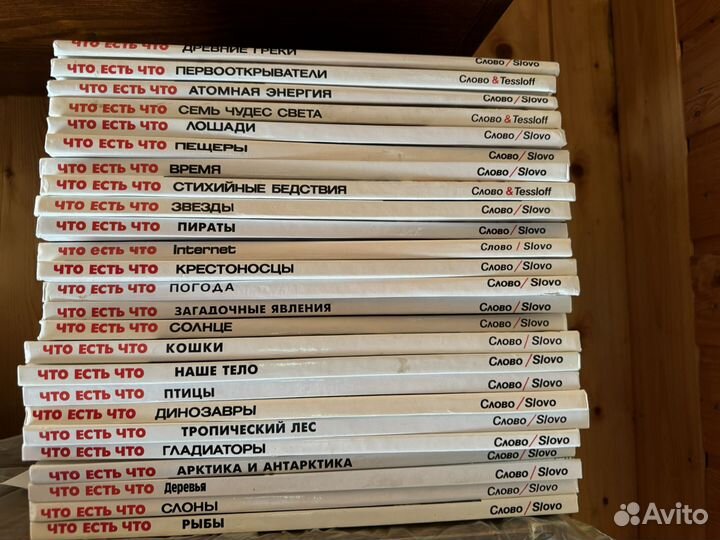 ЧТО ЕСТЬ ЧТО ДРЕВНИЕ ГРЕКИ Слово/Slovo
ЧТО ЕСТЬ ЧТО ПЕРВООТКРЫВАТЕЛИ Слово & Tessloff
ЧТО ЕСТЬ ЧТО АТОМНАЯ ЭНЕРГИЯ Слово/Slovo
ЧТО ЕСТЬ ЧТО СЕМЬ ЧУДЕС СВЕТА Слово & Tessloff
ЧТО ЕСТЬ ЧТО ЛОШАДИ Слово/Slovo
ЧТО ЕСТЬ ЧТО ПЕЩЕРЫ Слово/Slovo
ЧТО ЕСТЬ ЧТО ВРЕМЯ Слово/Slovo
ЧТО ЕСТЬ ЧТО СТИХИЙНЫЕ БЕДСТВИЯ Слово & Tessloff
ЧТО ЕСТЬ ЧТО ЗВЕЗДЫ Слово/Slovo
ЧТО ЕСТЬ ЧТО ПИРАТЫ Слово/Slovo
ЧТО ЕСТЬ ЧТО Internet Слово/Slovo
ЧТО ЕСТЬ ЧТО КРЕСТОНОСЦЫ Слово/Slovo
ЧТО ЕСТЬ ЧТО ПОГОДА Слово/Slovo
ЧТО ЕСТЬ ЧТО ЗАГАДОЧНЫЕ ЯВЛЕНИЯ Слово/Slovo
ЧТО ЕСТЬ ЧТО СОЛНЦЕ Слово/Slovo
ЧТО ЕСТЬ ЧТО КОШКИ Слово/Slovo
ЧТО ЕСТЬ ЧТО НАШЕ ТЕЛО Слово/Slovo
ЧТО ЕСТЬ ЧТО ПТИЦЫ Слово/Slovo
ЧТО ЕСТЬ ЧТО ДИНОЗАВРЫ Слово/Slovo
ЧТО ЕСТЬ ЧТО ТРОПИЧЕСКИЙ ЛЕС Слово/Slovo
ЧТО ЕСТЬ ЧТО ГЛАДИАТОРЫ Слово/Slovo
ЧТО ЕСТЬ ЧТО АРКТИКА И АНТАРКТИКА Слово/Slovo
ЧТО ЕСТЬ ЧТО Деревья Слово/Slovo
ЧТО ЕСТЬ ЧТО СЛОНЫ Слово/Slovo
ЧТО ЕСТЬ ЧТО РЫБЫ Слово/Slovo
Avito